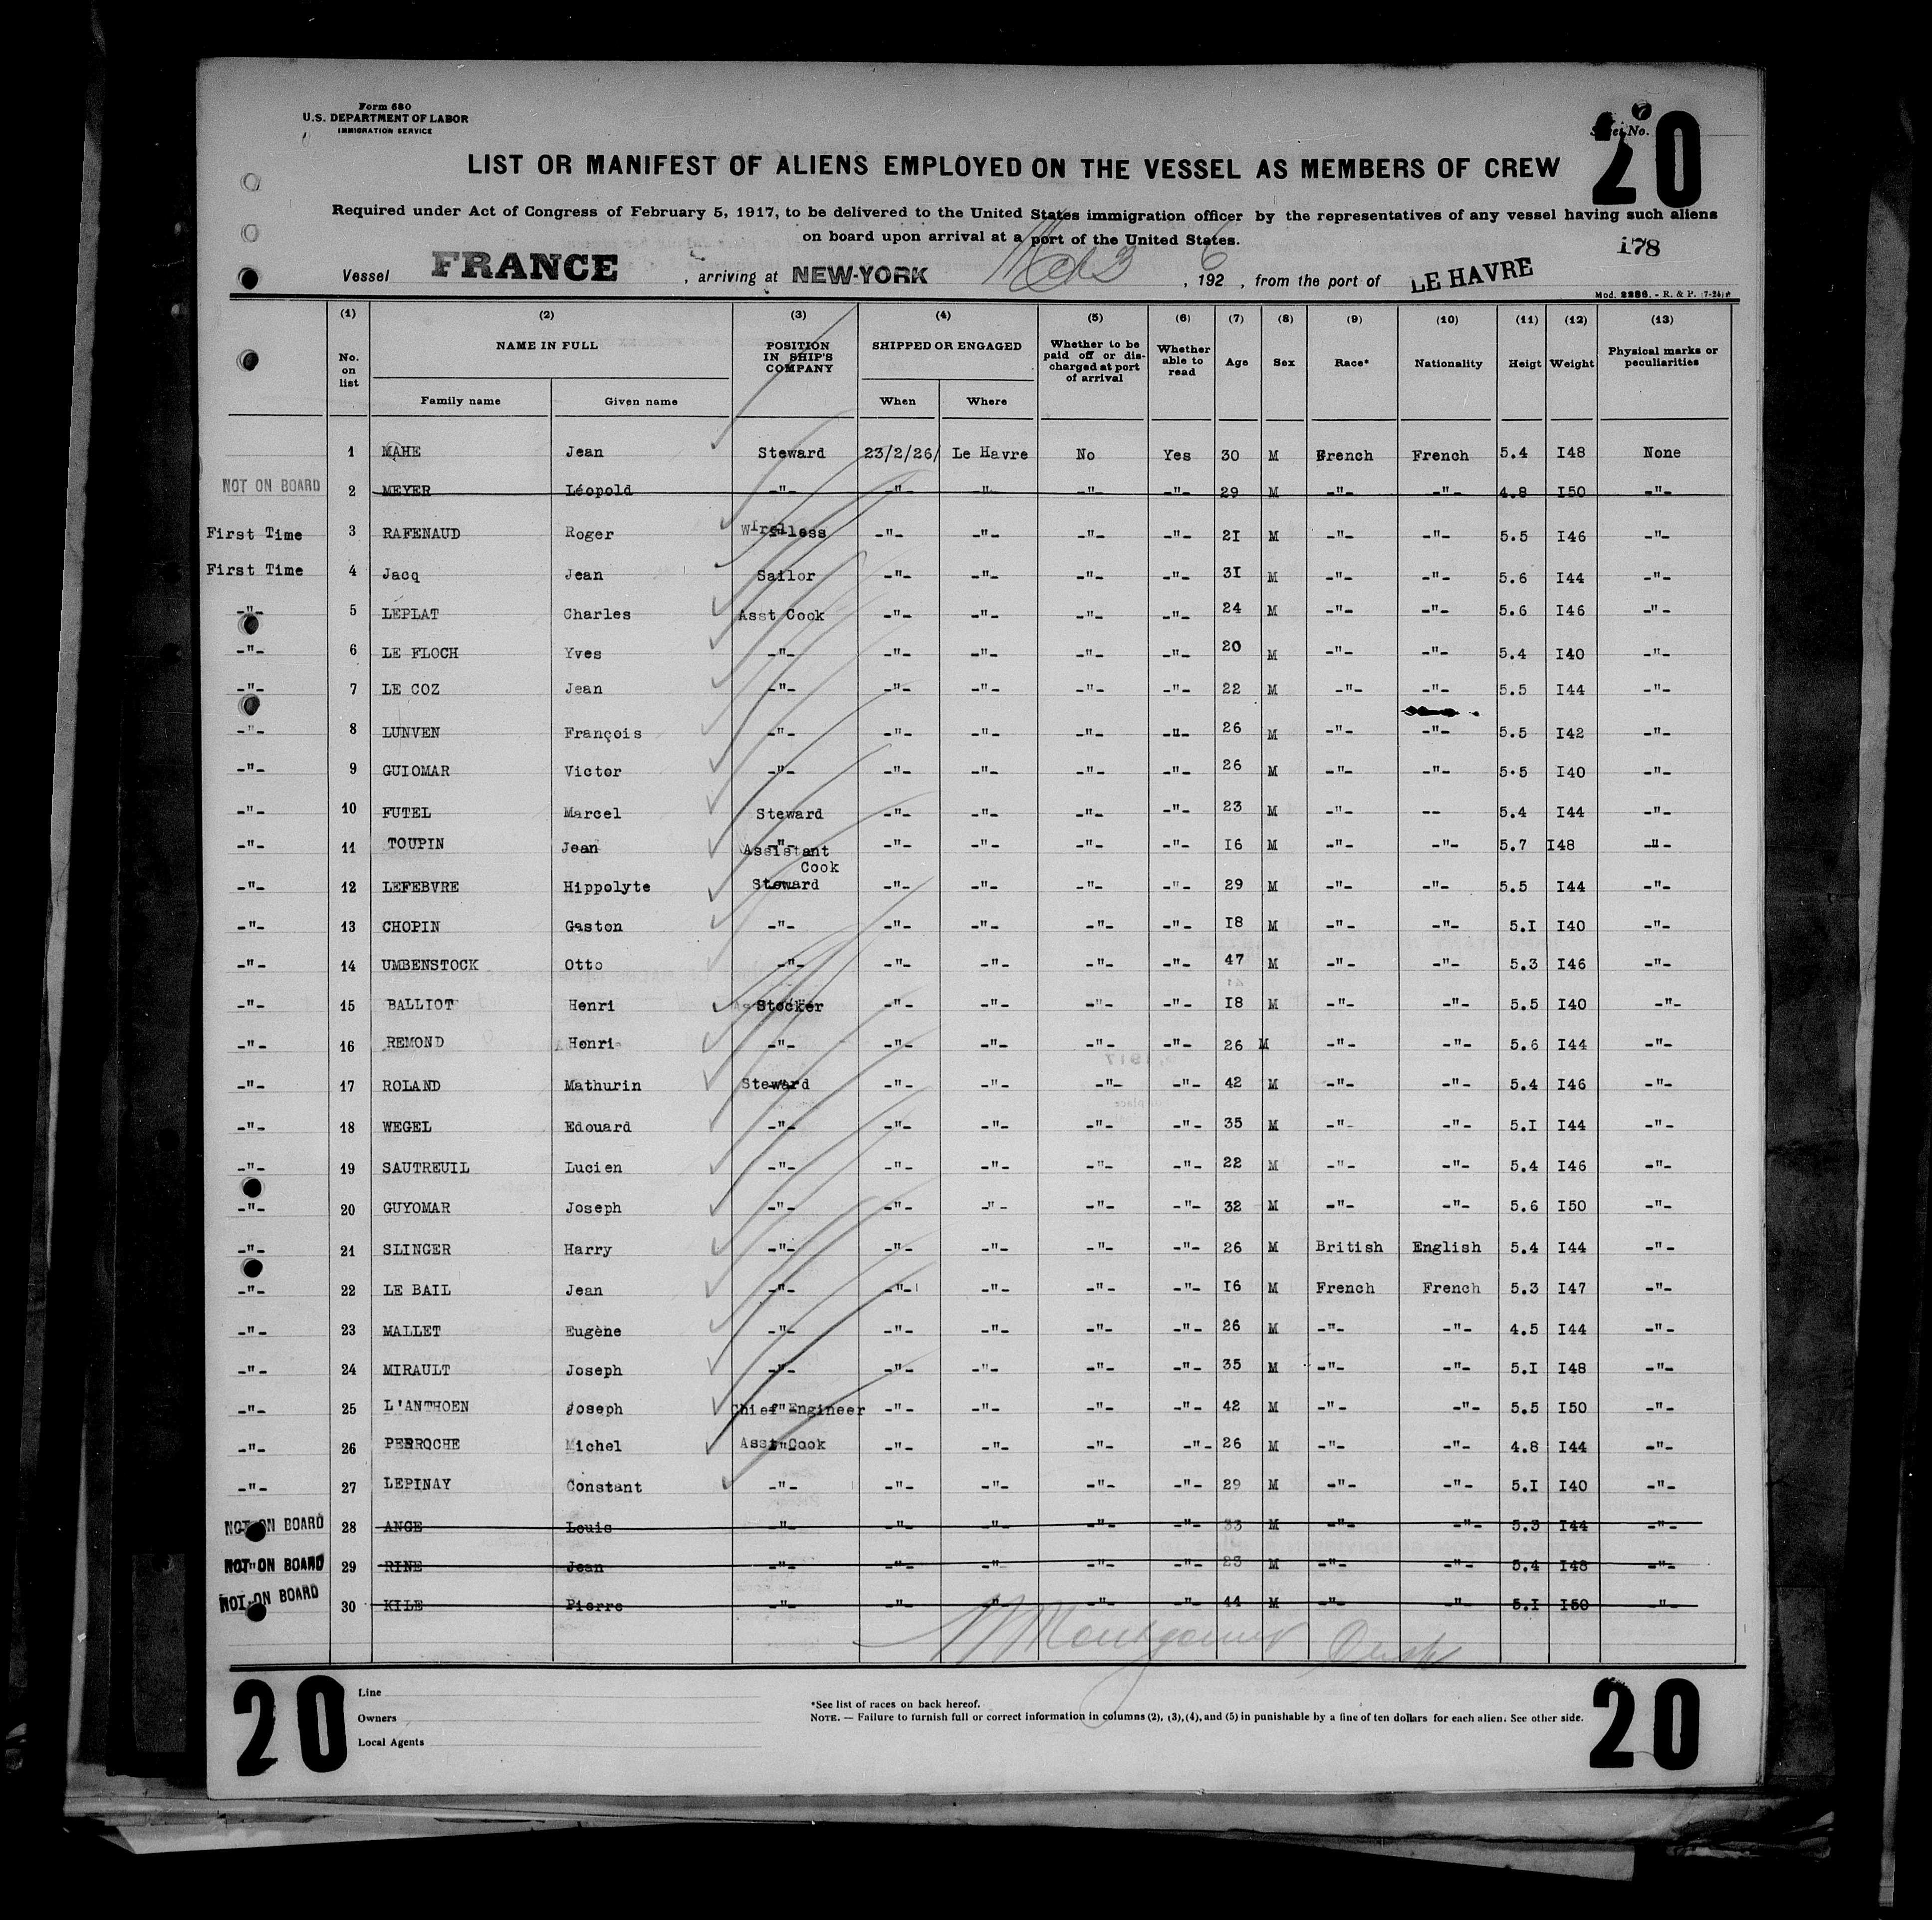 Form 680
U.S. DEPARTMENT OF LABOR
IMMIGRATION SERVICE
No.
20
LIST OR MANIFEST OF ALIENS EMPLOYED ON THE VESSEL AS MEMBERS OF CREW
Required under Act of Congress of February 5, 1917, to be delivered to the United States immigration officer by the representatives of any vessel having such aliens
on board upon arrival at a port of the United States.
178
Vessel FRANCE , arriving at NEW-YORK Mch 3 , 192 6 , from the port of LE HAVRE
Mod. 2286. - R. & P. (7-24)
(1) (2) (3) (4) (5) (6) (7) (8) (9) (10) (11) (12) (13)
No. on list NAME IN FULL Family name Given name POSITION IN SHIP'S COMPANY SHIPPED OR ENGAGED When Where Whether to be paid off or dis-charged at port of arrival Whether able to read Age Sex Race* Nationality Heigt Weight Physical marks or peculiarities
1 MAHE Jean Steward 23/2/26/ Le Havre No Yes 30 M French French 5.4 I48 None
NOT ON BOARD 2 MEYER Léopold -"- -"- -"- -"- -"- 29 M -"- -"- 4.8 I50 -"-
First Time 3 RAFENAUD Roger Wireless -"- -"- -"- -"- 2I M -"- -"- 5.5 I46 -"-
First Time 4 Jacq Jean Sailor -"- -"- -"- -"- 3I M -"- -"- 5.6 I44 -"-
-"- 5 LEPLAT Charles Asst Cook -"- -"- -"- -"- 24 M -"- -"- 5.6 I46 -"-
-"- 6 LE FLOCH Yves -"- -"- -"- -"- -"- 20 M -"- -"- 5.4 I40 -"-
-"- 7 LE COZ Jean -"- -"- -"- -"- -"- 22 M -"- -"- 5.5 I44 -"-
-"- 8 LUNVEN François -"- -"- -"- -"- -"- 26 M -"- -"- 5.5 I42 -"-
-"- 9 GUIOMAR Victor -"- -"- -"- -"- -"- 26 M -"- -"- 5.5 I40 -"-
-"- 10 FUTEL Marcel Steward -"- -"- -"- -"- 23 M -"- -- 5.4 I44 -"-
-"- 11 TOUPIN Jean Assistant Cook -"- -"- -"- -"- I6 M -"- -"- 5.7 I48 -"-
-"- 12 LEFEBVRE Hippolyte Steward -"- -"- -"- -"- 29 M -"- -"- 5.5 I44 -"-
-"- 13 CHOPIN Gaston -"- -"- -"- -"- -"- I8 M -"- -"- 5.I I40 -"-
-"- 14 UMBENSTOCK Otto -"- -"- -"- -"- -"- 47 M -"- -"- 5.3 I46 -"-
-"- 15 BALLIOT Henri Stocker -"- -"- -"- -"- I8 M -"- -"- 5.5 I40 -"-
-"- 16 REMOND Henri -"- -"- -"- -"- -"- 26 M -"- -"- 5.6 I44 -"-
-"- 17 ROLAND Mathurin Steward -"- -"- -"- -"- 42 M -"- -"- 5.4 I46 -"-
-"- 18 WEGEL Edouard -"- -"- -"- -"- -"- 35 M -"- -"- 5.I I44 -"-
-"- 19 SAUTREUIL Lucien -"- -"- -"- -"- -"- 22 M -"- -"- 5.4 I46 -"-
-"- 20 GUYOMAR Joseph -"- -"- -"- -"- -"- 32 M -"- -"- 5.6 I50 -"-
-"- 21 SLINGER Harry -"- -"- -"- -"- -"- 26 M British English 5.4 I44 -"-
-"- 22 LE BAIL Jean -"- -"- -"- -"- -"- I6 M French French 5.3 I47 -"-
-"- 23 MALLET Eugène -"- -"- -"- -"- -"- 26 M -"- -"- 4.5 I44 -"-
-"- 24 MIRAULT Joseph -"- -"- -"- -"- -"- 35 M -"- -"- 5.I I48 -"-
-"- 25 L'ANTHOEN Joseph Chief Engineer -"- -"- -"- -"- 42 M -"- -"- 5.5 I50 -"-
-"- 26 PERROCHE Michel Asst Cook -"- -"- -"- -"- 26 M -"- -"- 4.8 I44 -"-
-"- 27 LEPINAY Constant -"- -"- -"- -"- -"- 29 M -"- -"- 5.I I40 -"-
NOT ON BOARD 28 ANGE Louis -"- -"- -"- -"- -"- 33 M -"- -"- 5.3 I44 -"-
NOT ON BOARD 29 RINE Jean -"- -"- -"- -"- -"- 23 M -"- -"- 5.4 I48 -"-
NOT ON BOARD 30 KILE Pierre -"- -"- -"- -"- -"- 44 M -"- -"- 5.I I50 -"-
Montgomery
20
Line
Owners
Local Agents
*See list of races on back hereof.
NOTE. — Failure to furnish full or correct information in columns (2), (3), (4), and (5) in punishable by a fine of ten dollars for each alien. See other side.
20